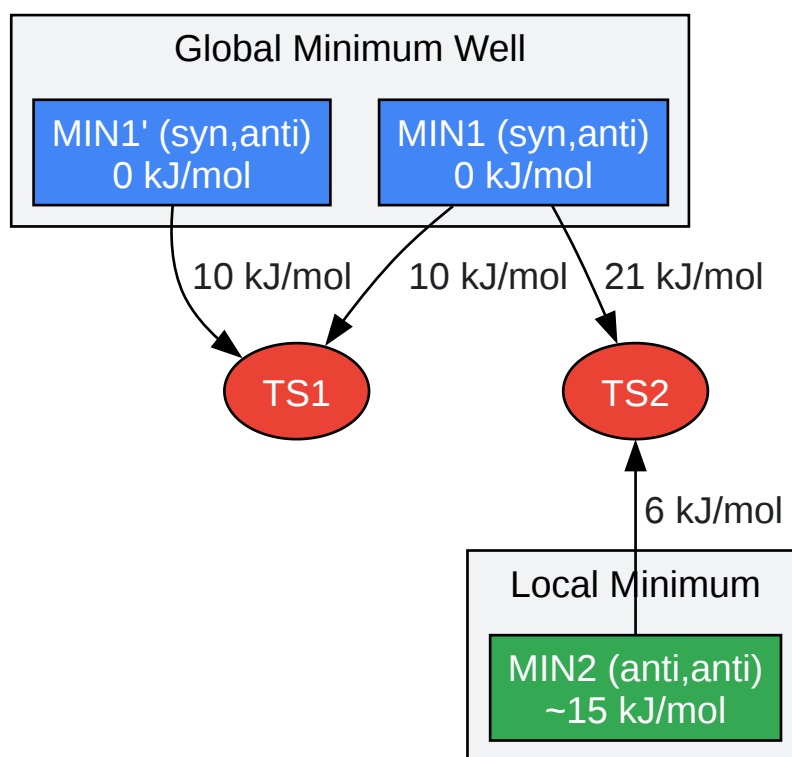 Global Minimum Well
MIN1' (syn,anti)
0 kJ/mol
MIN1 (syn,anti)
0 kJ/mol
10 kJ/mol
10 kJ/mol
21 kJ/mol
TS1
TS2
6 kJ/mol
Local Minimum
MIN2 (anti,anti)
~15 kJ/mol